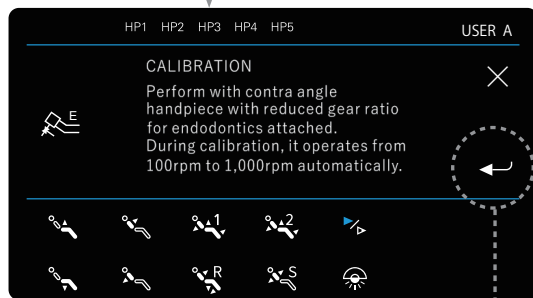 HP1 HP2 HP3 HP4 HP5 USER A
CALIBRATION
Perform with contra angle
handpiece with reduced gear ratio
for endodontics attached.
During calibration, it operates from
100rpm to 1,000rpm automatically.
E
1 2
R S